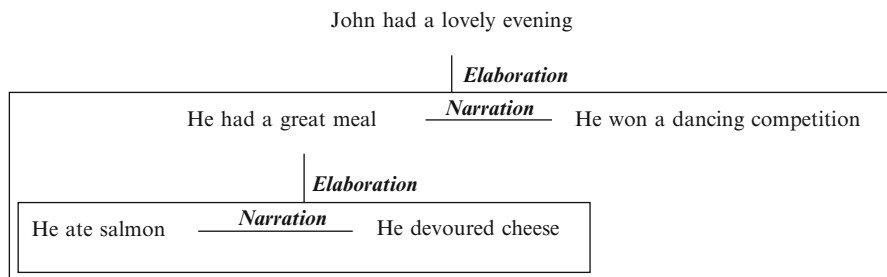 John had a lovely evening
Elaboration
He had a great meal Narration He won a dancing competition
Elaboration
He ate salmon Narration He devoured cheese